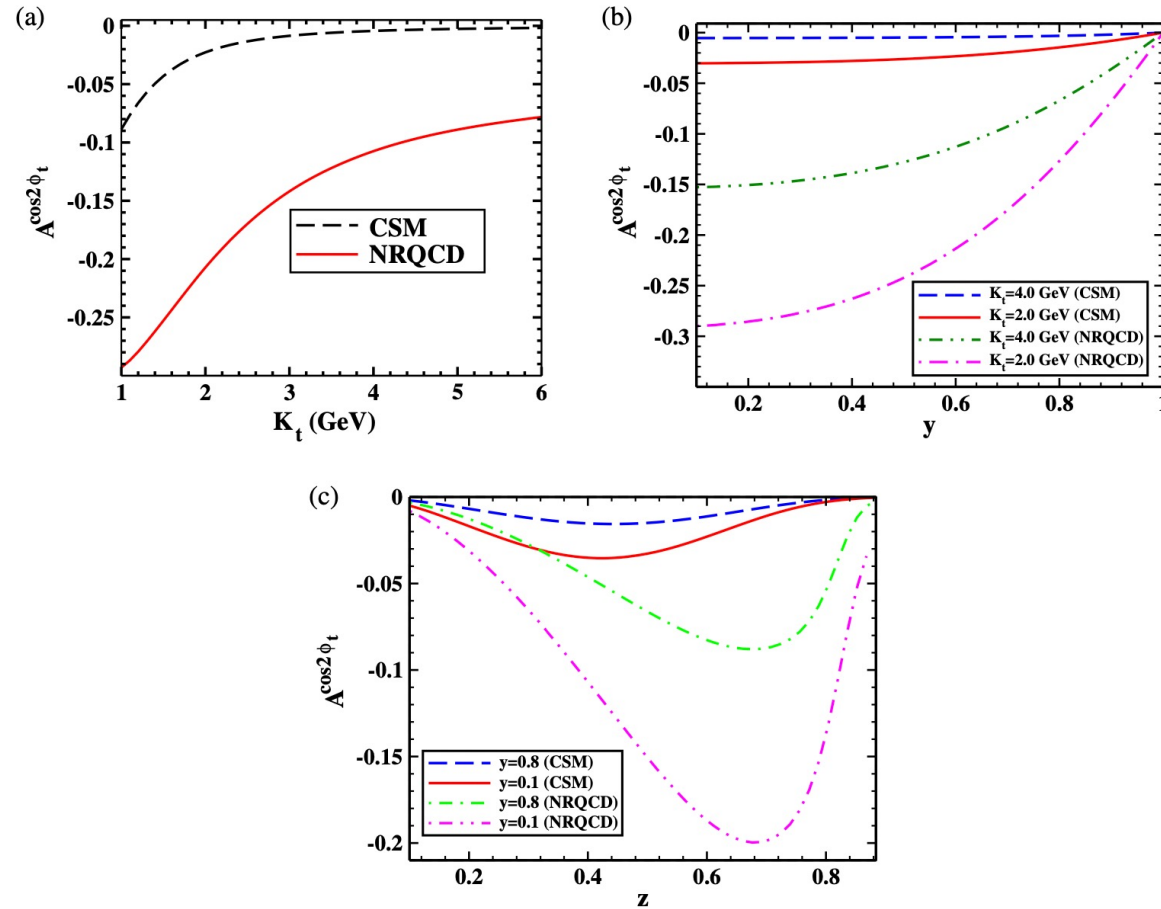 (a)
0
-0.05
-0.1
-0.15
-0.2
-0.25
A^cos2ϕ_t
CSM
NRQCD
1 2 3 4 5 6
K_t (GeV)
(b)
0
-0.05
-0.1
-0.15
-0.2
-0.25
-0.3
A^cos2ϕ_t
K_t=4.0 GeV (CSM)
K_t=2.0 GeV (CSM)
K_t=4.0 GeV (NRQCD)
K_t=2.0 GeV (NRQCD)
0.2 0.4 0.6 0.8 1
y
(c)
0
-0.05
-0.1
-0.15
-0.2
A^cos2ϕ_t
y=0.8 (CSM)
y=0.1 (CSM)
y=0.8 (NRQCD)
y=0.1 (NRQCD)
0.2 0.4 0.6 0.8
z